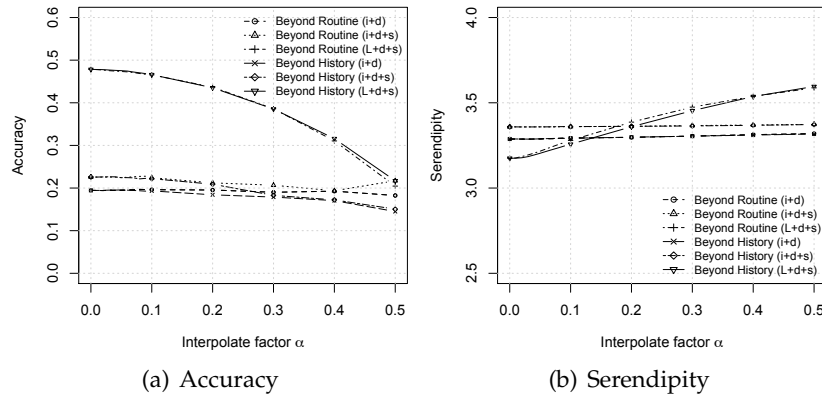 0.6
0.5
0.4
0.3
0.2
0.1
0.0
Accuracy
Beyond Routine (i+d)
Beyond Routine (i+d+s)
Beyond Routine (L+d+s)
Beyond History (i+d)
Beyond History (i+d+s)
Beyond History (L+d+s)
0.0 0.1 0.2 0.3 0.4 0.5
Interpolate factor α
(a) Accuracy
4.0
3.5
3.0
2.5
Serendipity
Beyond Routine (i+d)
Beyond Routine (i+d+s)
Beyond Routine (L+d+s)
Beyond History (i+d)
Beyond History (i+d+s)
Beyond History (L+d+s)
0.0 0.1 0.2 0.3 0.4 0.5
Interpolate factor α
(b) Serendipity